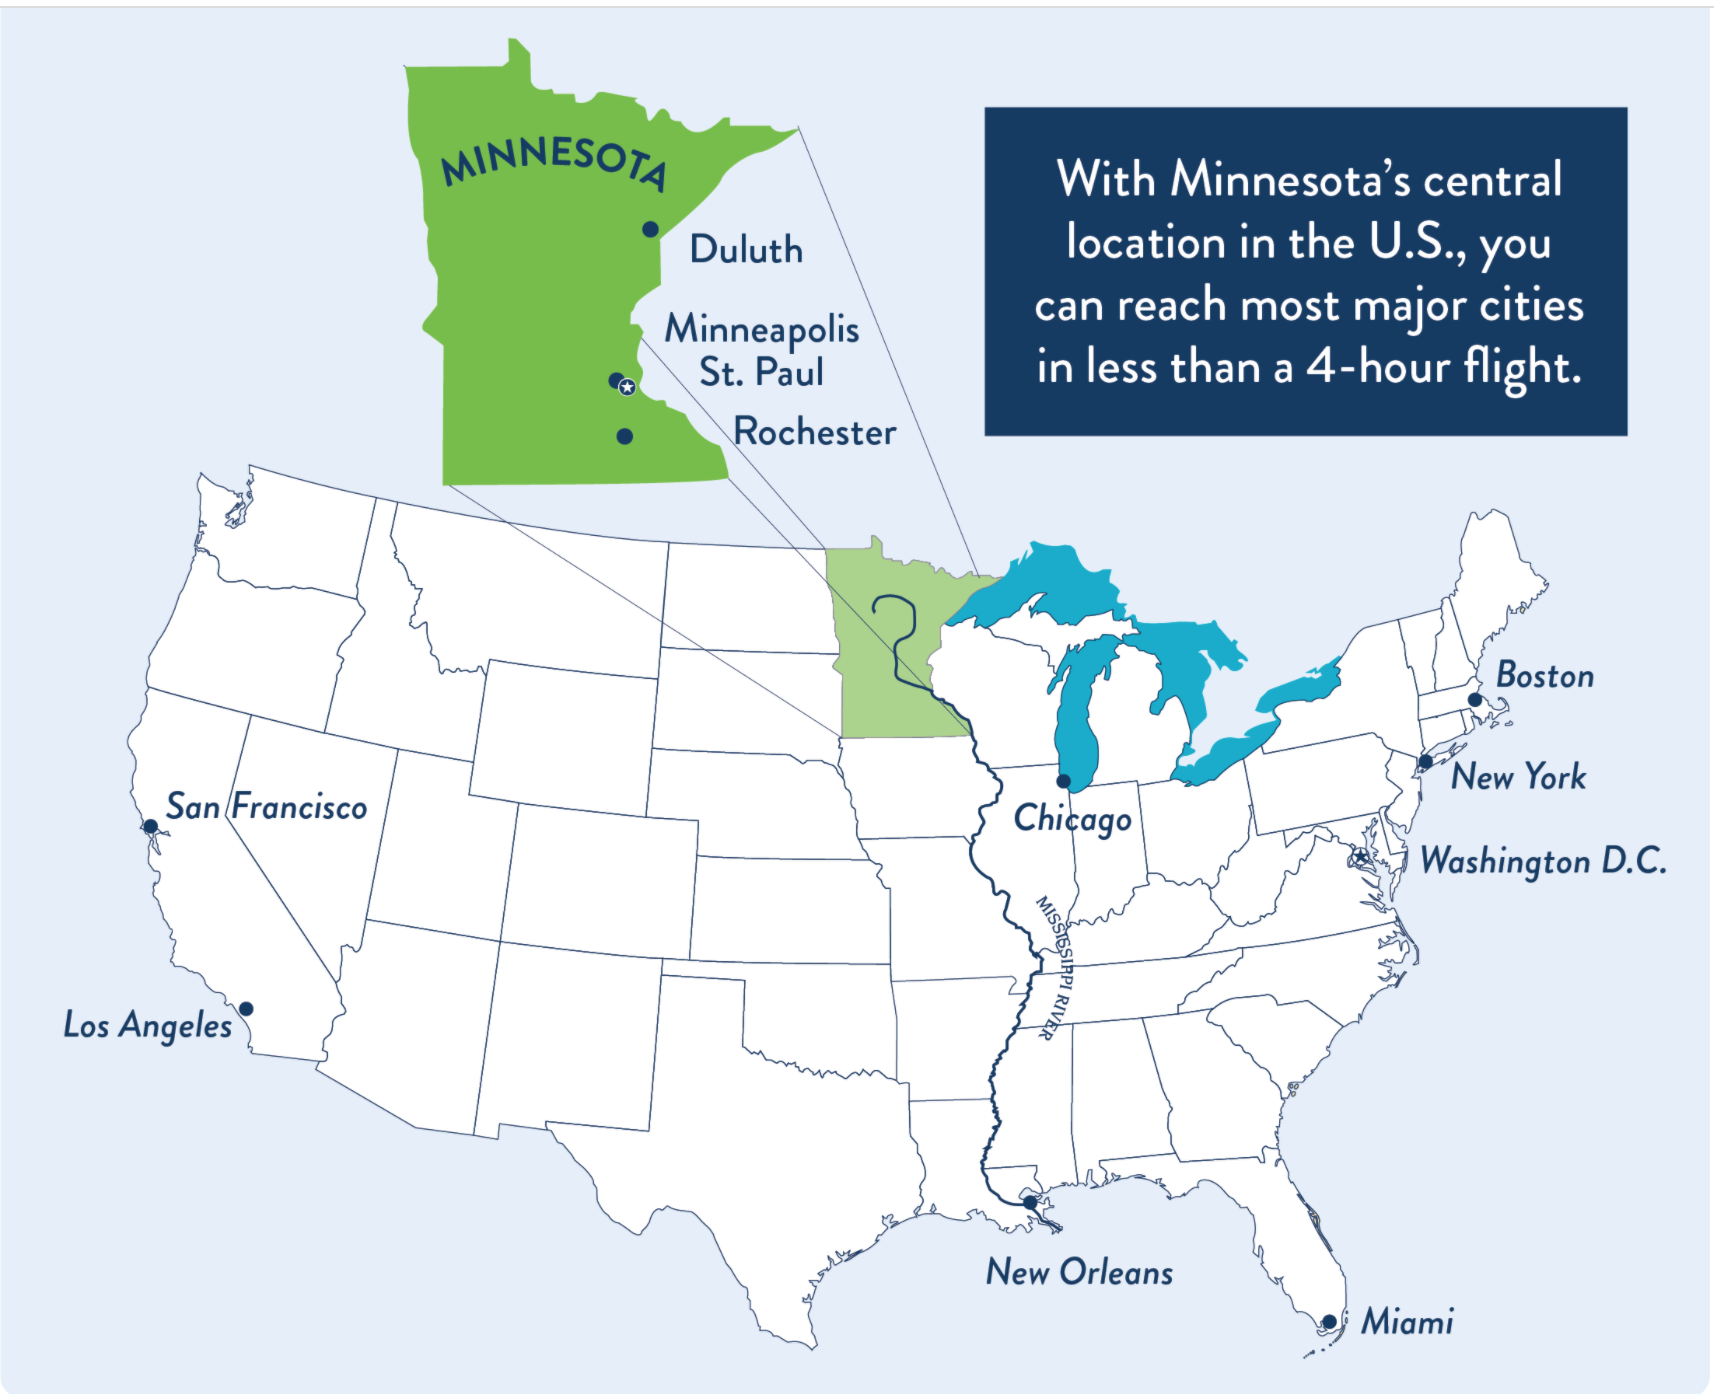 MINNESOTA
Duluth
Minneapolis
St. Paul
Rochester
With Minnesota's central
location in the U.S., you
can reach most major cities
in less than a 4-hour flight.
Boston
New York
San Francisco
Chicago
Washington D.C.
MISSISSIPPI RIVER
Los Angeles
New Orleans
Miami